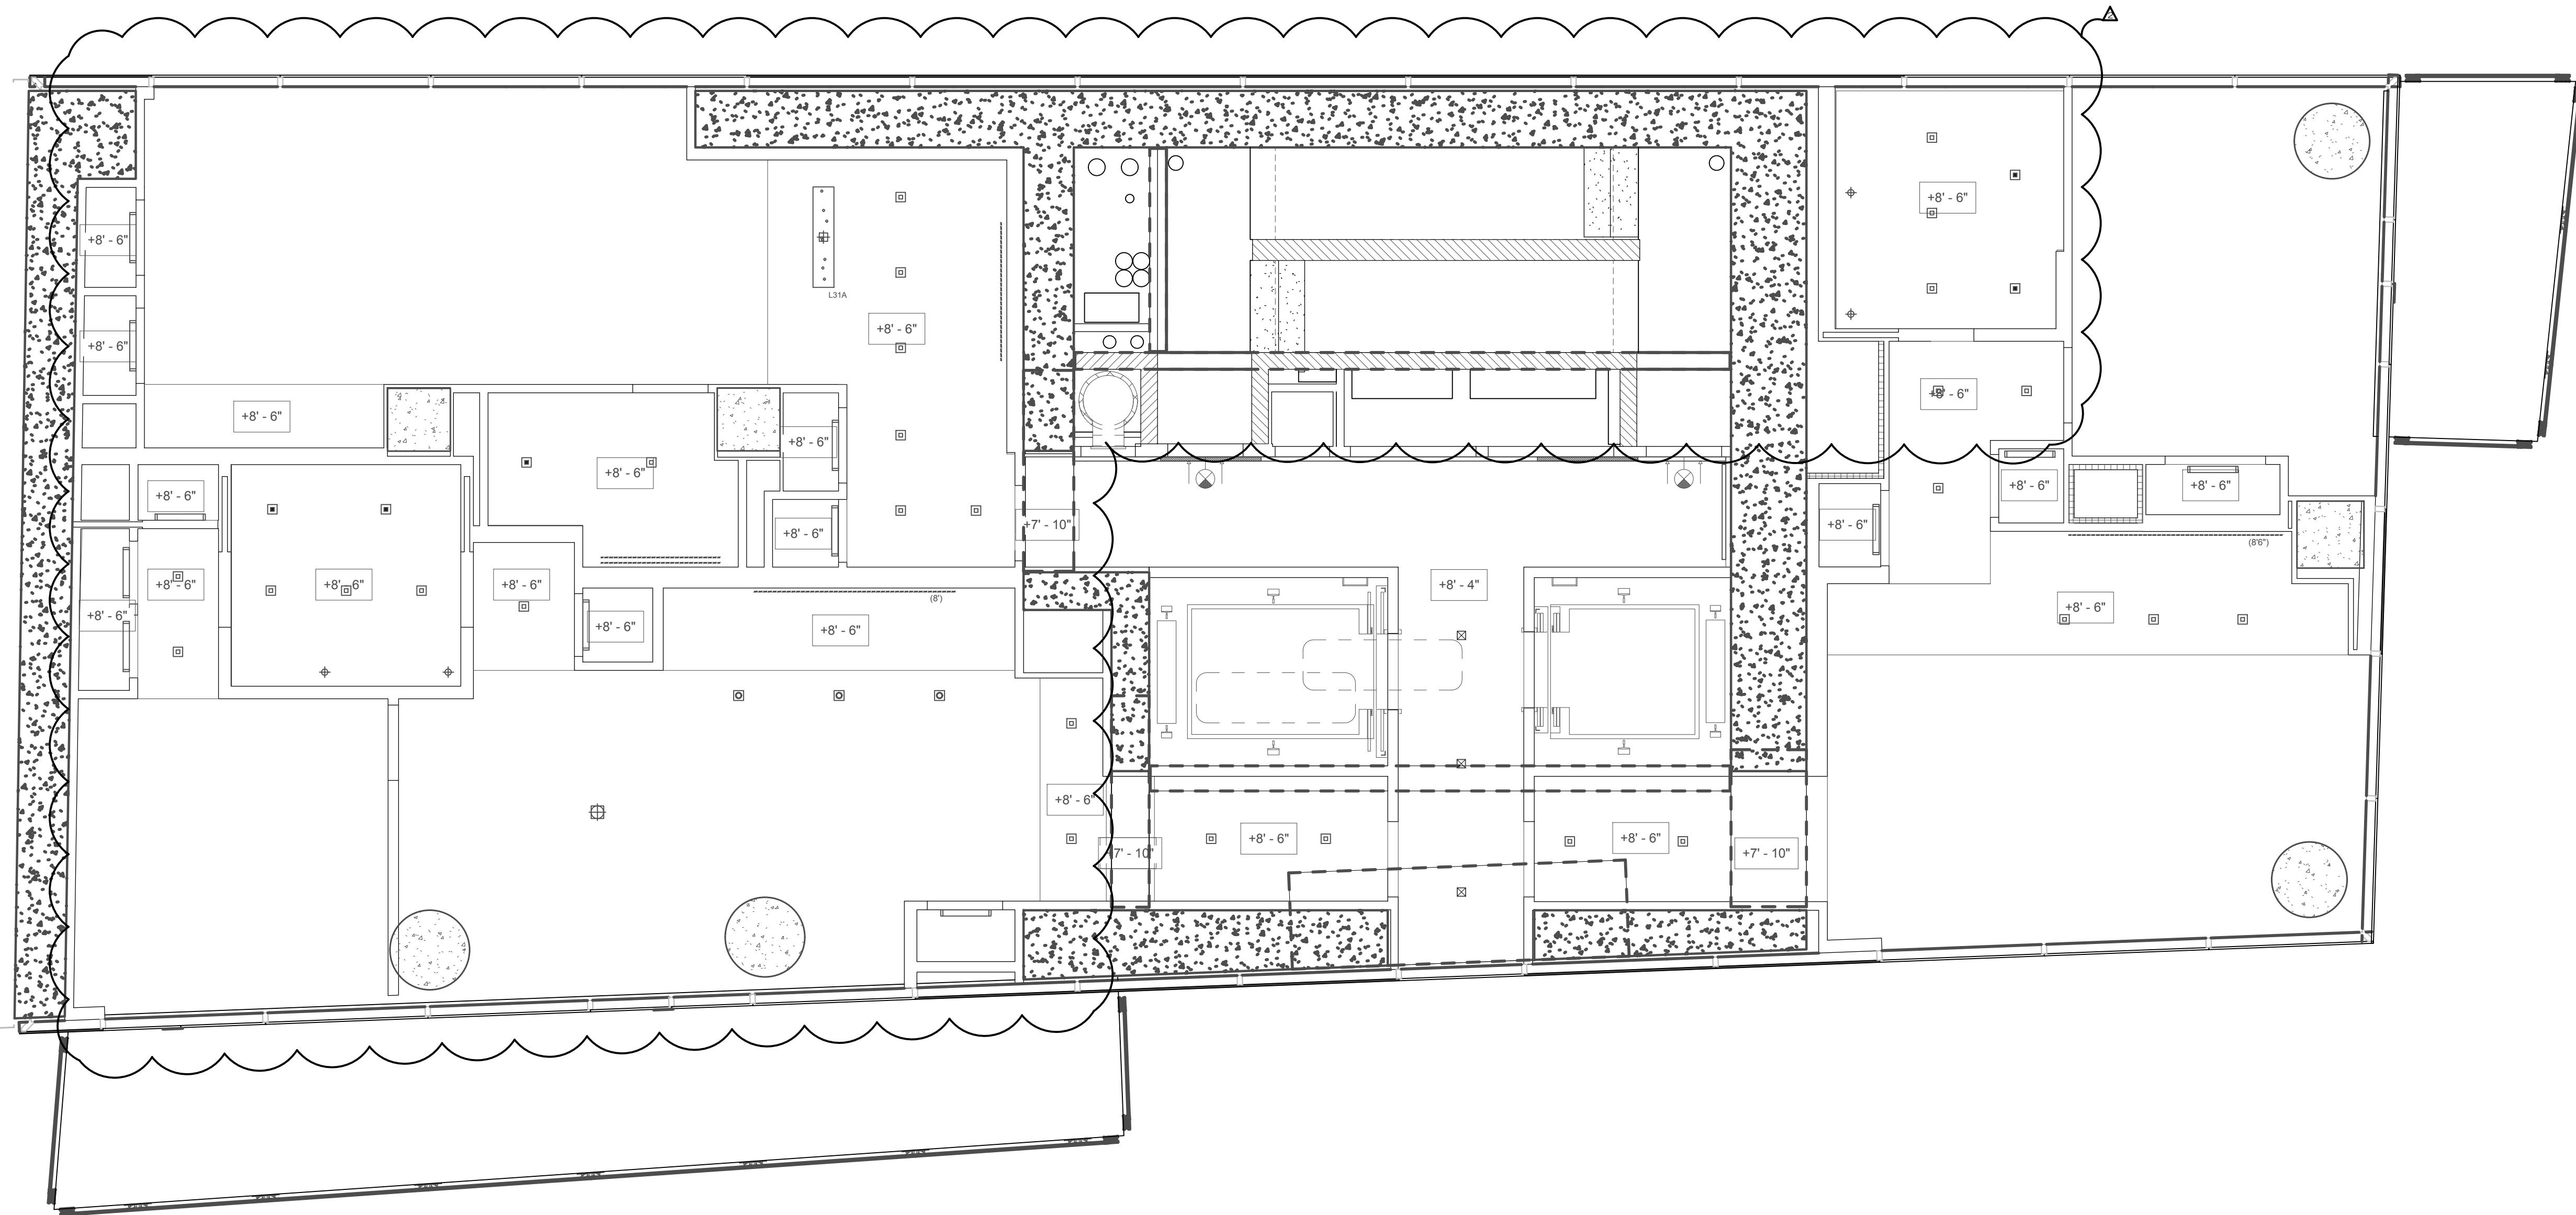 2
+8' - 6"
+8' - 6"
L31A
+8' - 6"
+8' - 6"
+8' - 6"
+8' - 6"
+8' - 6"
+8' - 6"
+8' - 6"
+8' - 6"
+8' - 6"
+8' - 6"
+8' - 6"
+7' - 10"
+8' - 6"
+8' - 6"
(8'6")
+8' - 6"
+8' - 6"
+8' - 6"
+8' - 6"
+8' - 4"
(8')
+8' - 6"
+8' - 6"
+8' - 6"
+8' - 6"
+8' - 6"
+8' - 6"
+8' - 6"
+7' - 10"
+7' - 10"